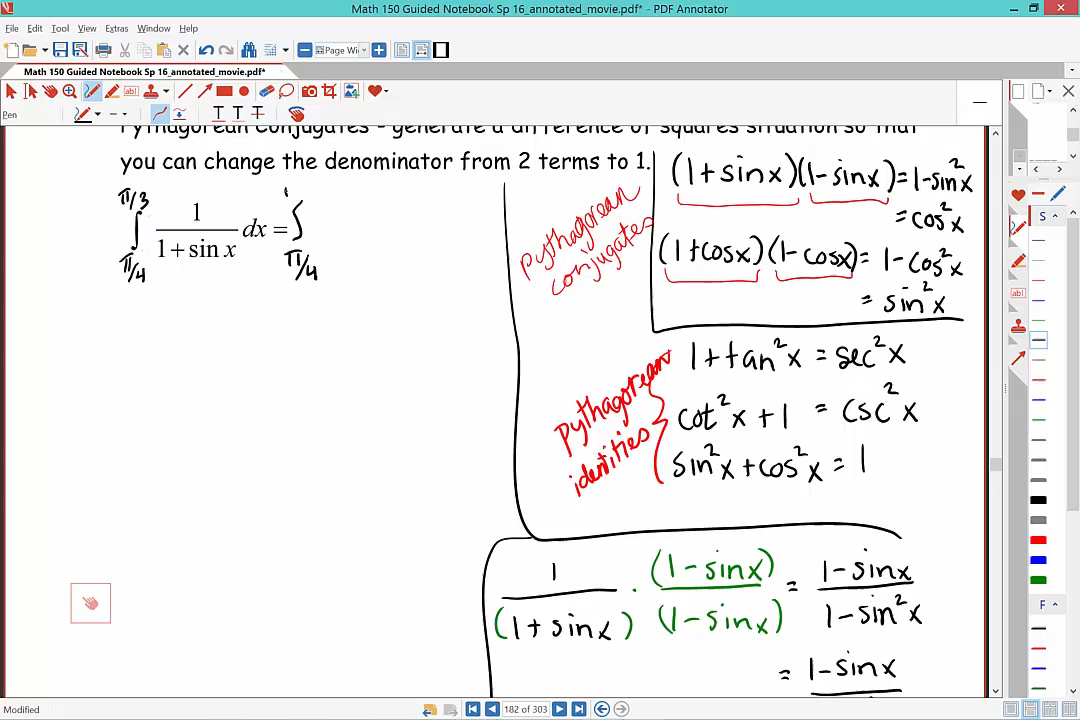 Math 150 Guided Notebook Sp 16_annotated_movie.pdf* - PDF Annotator
File Edit View Tool Extras Window Help
Page Wi
Math 150 Guided Notebook Sp 16_annotated_movie.pdf*
Pen
Pythagorean Conjugates - generate a difference of squares situation so that
you can change the denominator from 2 terms to 1.
∫_{π/4}^{π/3} 1/(1 + sin x) dx = ∫_{π/4}
Pythagorean conjugates
(1+sinx)(1-sinx) = 1-sin²x
= cos²x
(1+cosx)(1-cosx) = 1-cos²x
= sin²x
Pythagorean identities
1+tan²x = sec²x
cot²x+1 = csc²x
sin²x+cos²x = 1
1/(1+sinx) · (1-sinx)/(1-sinx) = (1-sinx)/(1-sin²x)
= 1-sinx
S
F
Modified
182 of 303